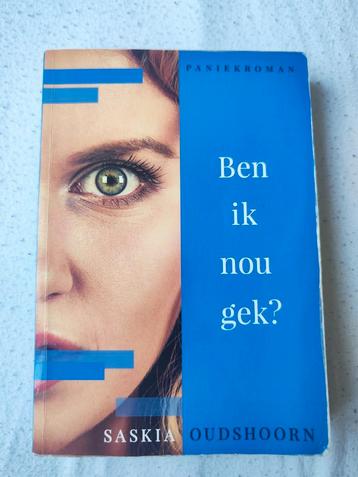 PANIEKROMAN
Ben
ik
nou
gek?
SASKIA OUDSHOORN